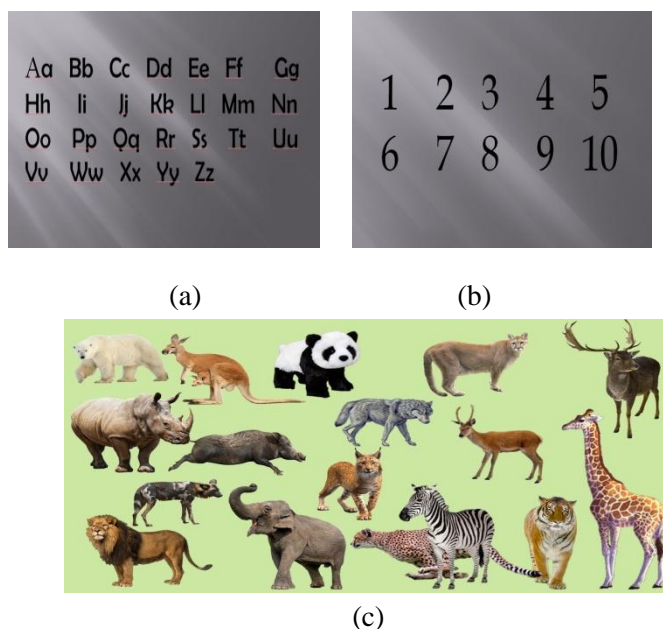 Aa Bb Cc Dd Ee Ff Gg
Hh Ii Jj Kk Ll Mm Nn
Oo Pp Qq Rr Ss Tt Uu
Vv Ww Xx Yy Zz
1 2 3 4 5
6 7 8 9 10
(a) (b)
(c)